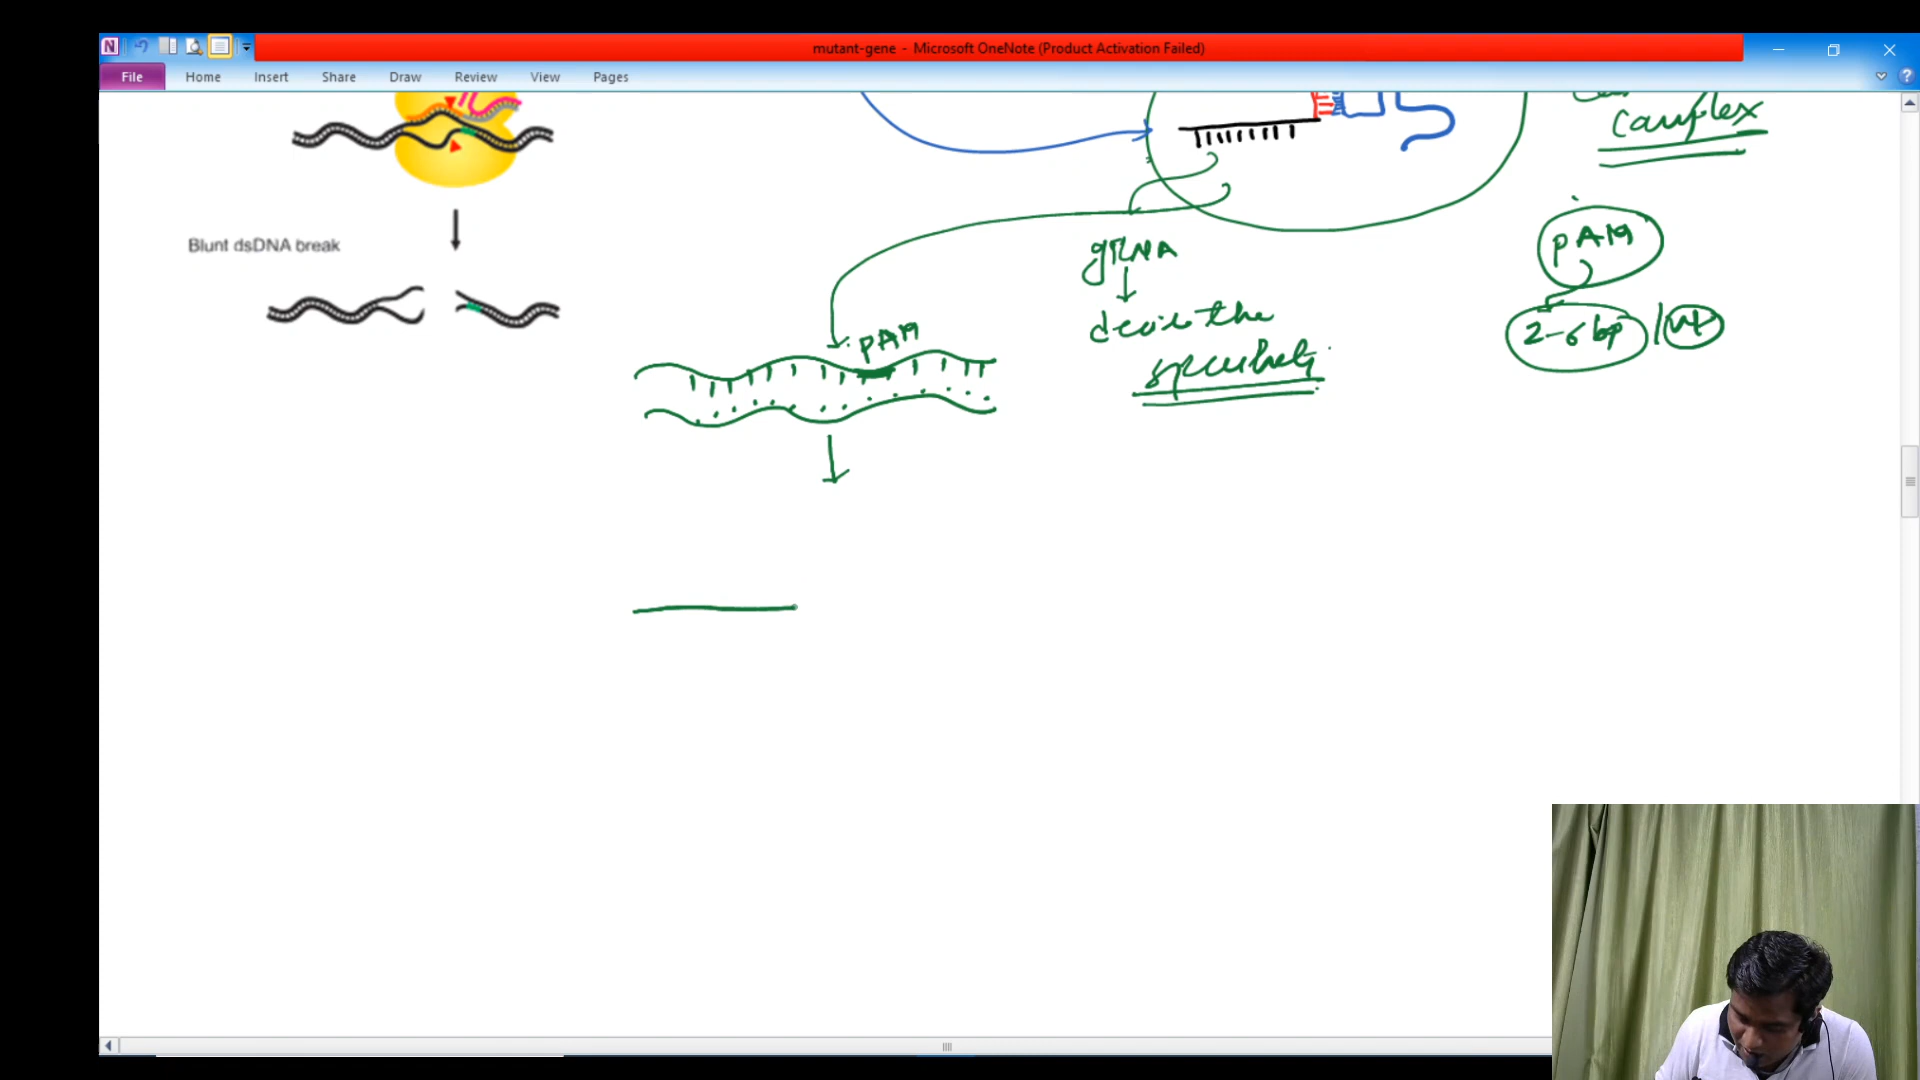 mutant-gene - Microsoft OneNote (Product Activation Failed)
File Home Insert Share Draw Review View Pages
complex
Blunt dsDNA break
gRNA
PAM
2-6 bp / nt
decide the
PAM